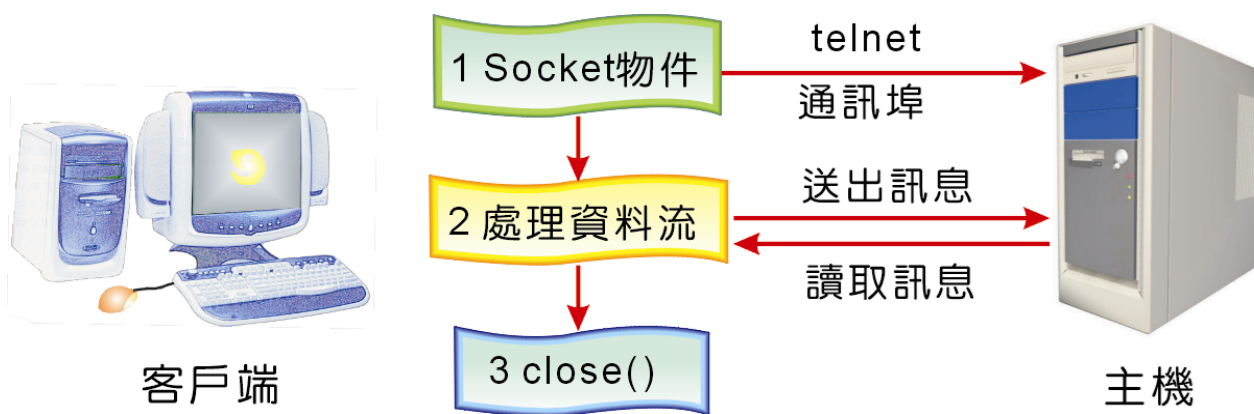 1 Socket物件
telnet
通訊埠
2 處理資料流
送出訊息
讀取訊息
3 close()
客戶端
主機